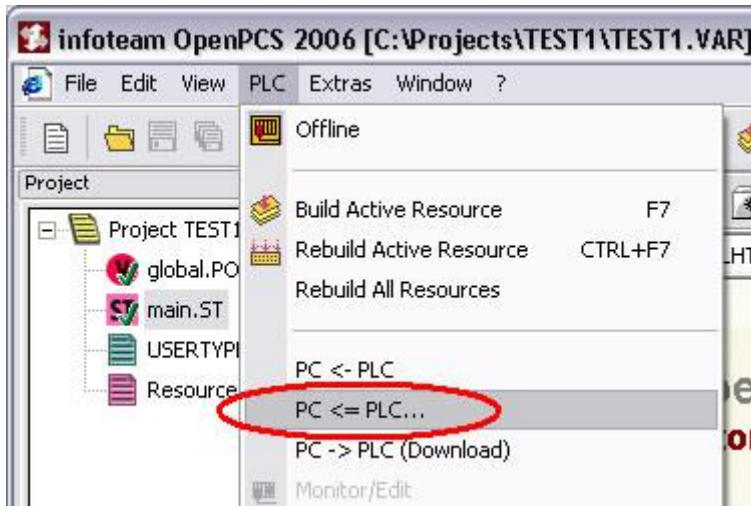 infoteam OpenPCS 2006 [C:\Projects\TEST1\TEST1.VAR]
File Edit View PLC Extras Window ?
Offline
Project
Build Active Resource F7
Project TEST1
Rebuild Active Resource CTRL+F7
global.PO
Rebuild All Resources
main.ST
USERTYP
PC <- PLC
Resource
PC <= PLC...
PC -> PLC (Download)
Monitor/Edit